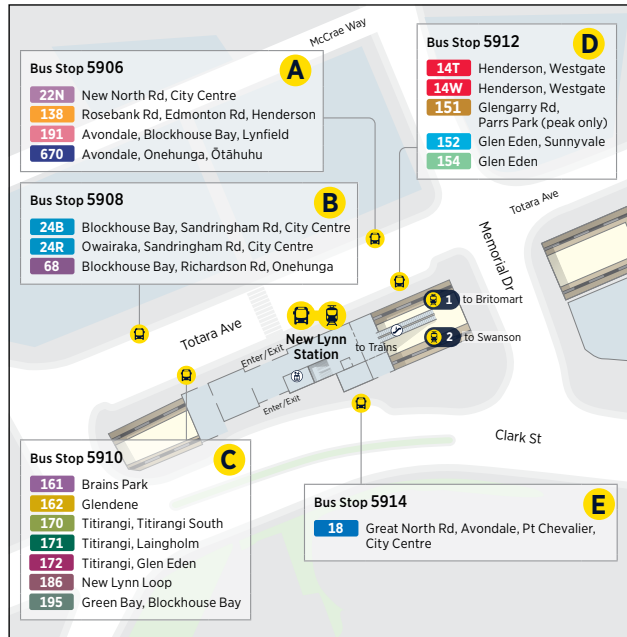 McCrae Way
Bus Stop 5906
A
22N New North Rd, City Centre
138 Rosebank Rd, Edmonton Rd, Henderson
191 Avondale, Blockhouse Bay, Lynfield
670 Avondale, Onehunga, Ōtāhuhu
Bus Stop 5912
D
14T Henderson, Westgate
14W Henderson, Westgate
151 Glengarry Rd,
Parrs Park (peak only)
152 Glen Eden, Sunnyvale
154 Glen Eden
Bus Stop 5908
B
24B Blockhouse Bay, Sandringham Rd, City Centre
24R Owairaka, Sandringham Rd, City Centre
68 Blockhouse Bay, Richardson Rd, Onehunga
Totara Ave
Memorial Dr
Totara Ave
1 to Britomart
2 to Swanson
New Lynn
Station
to Trains
Enter/Exit
Enter/Exit
Clark St
Bus Stop 5910
C
161 Brains Park
162 Glendene
170 Titirangi, Titirangi South
171 Titirangi, Laingholm
172 Titirangi, Glen Eden
186 New Lynn Loop
195 Green Bay, Blockhouse Bay
Bus Stop 5914
E
18 Great North Rd, Avondale, Pt Chevalier,
City Centre